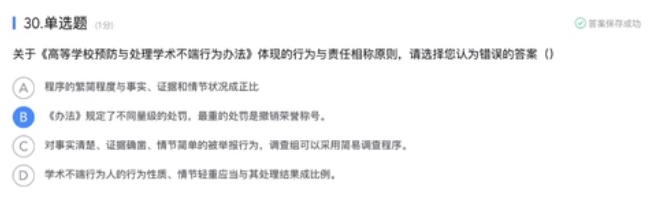 30.单选题 (1分)
答案保存成功
关于《高等学校预防与处理学术不端行为办法》体现的行为与责任相称原则，请选择您认为错误的答案（）
A 程序的繁简程度与事实、证据和情节状况成正比
B 《办法》规定了不同量级的处罚，最重的处罚是撤销荣誉称号。
C 对事实清楚、证据确凿、情节简单的被举报行为，调查组可以采用简易调查程序。
D 学术不端行为人的行为性质、情节轻重应当与其处理结果成比例。